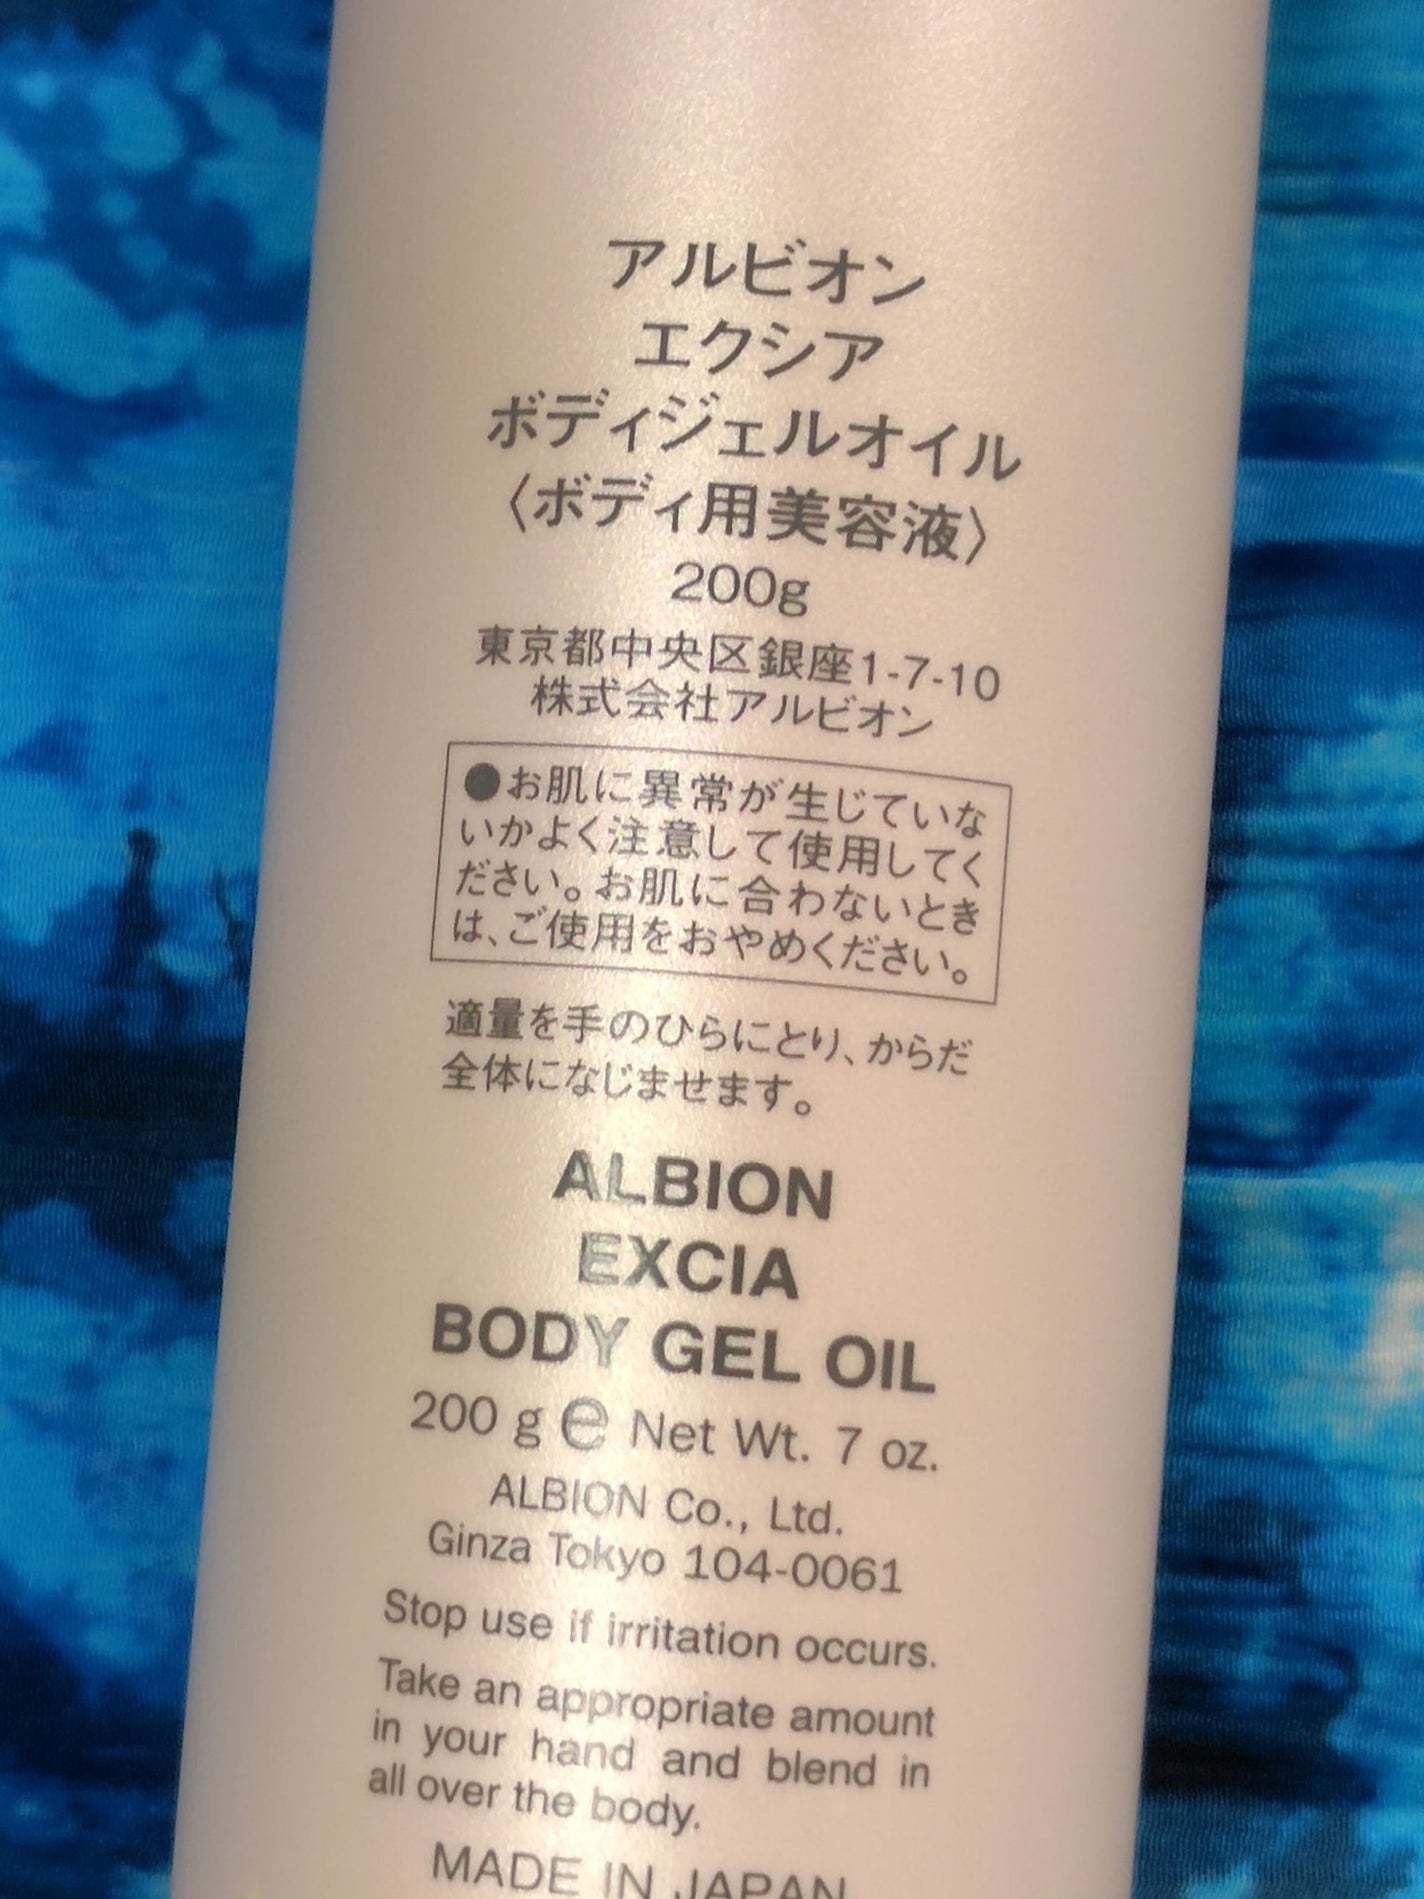 アルビオン
エクシア
ボディジェルオイル
〈ボディ用美容液〉
200g
東京都中央区銀座1-7-10
株式会社アルビオン
●お肌に異常が生じていな
いかよく注意して使用してく
ださい。お肌に合わないとき
は、ご使用をおやめください。
適量を手のひらにとり、からだ
全体になじませます。
ALBION
EXCIA
BODY GEL OIL
200 g ℮ Net Wt. 7 oz.
ALBION Co., Ltd.
Ginza Tokyo 104-0061
Stop use if irritation occurs.
Take an appropriate amount
in your hand and blend in
all over the body.
MADE IN JAPAN